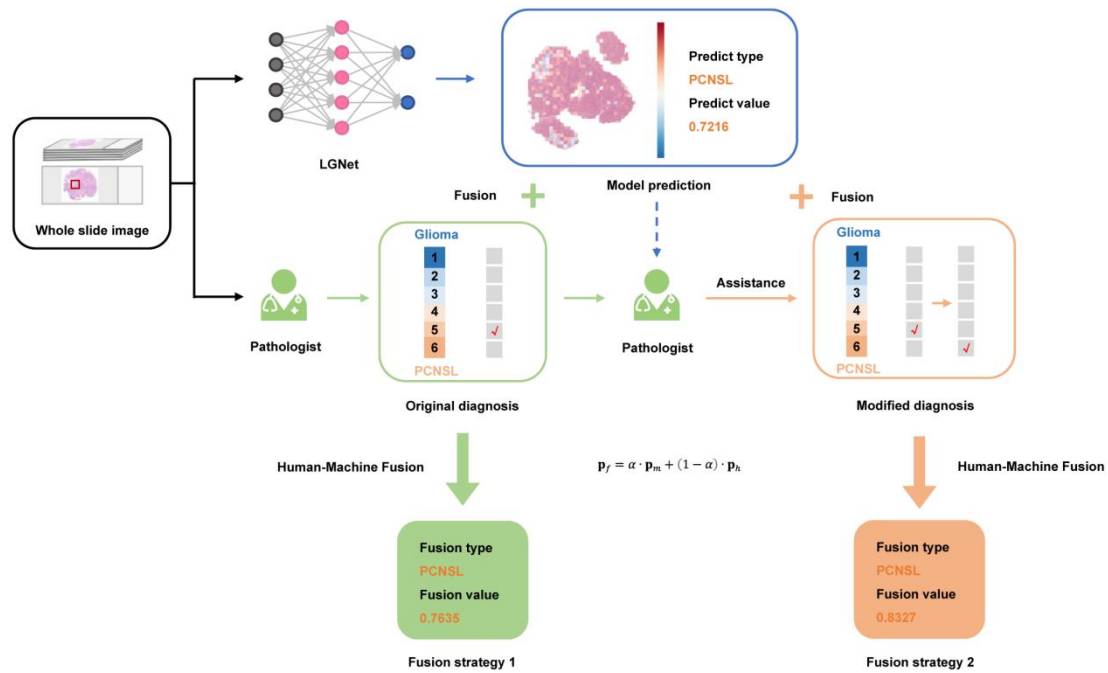 Whole slide image
LGNet
Predict type
PCNSL
Predict value
0.7216
Model prediction
Fusion
Fusion
Pathologist
Glioma
1
2
3
4
5 √
6
PCNSL
Original diagnosis
Pathologist
Assistance
Glioma
1
2
3
4
5 √
6 √
PCNSL
Modified diagnosis
Human-Machine Fusion
𝐩𝑓 = 𝛼 · 𝐩𝑚 + (1 − 𝛼) · 𝐩ℎ
Human-Machine Fusion
Fusion type
PCNSL
Fusion value
0.7635
Fusion strategy 1
Fusion type
PCNSL
Fusion value
0.8327
Fusion strategy 2